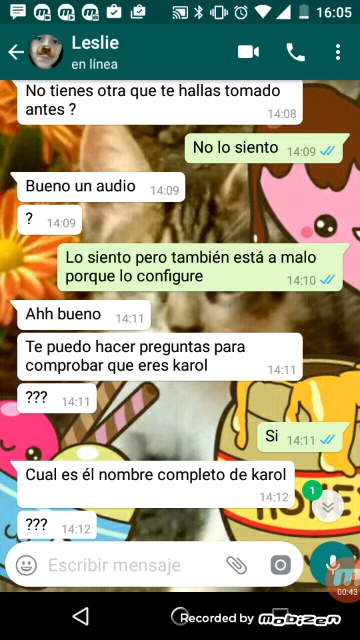 16:05
Leslie
en línea
No tienes otra que te hallas tomado
antes ?
14:08
No lo siento 14:09
Bueno un audio 14:09
? 14:09
Lo siento pero también está a malo
porque lo configure
14:10
Ahh bueno 14:11
Te puedo hacer preguntas para
comprobar que eres karol
14:11
??? 14:11
Si 14:11
Cual es él nombre completo de karol
14:12
1
??? 14:12
Escribir mensaje
00:43
Recorded by mobizen